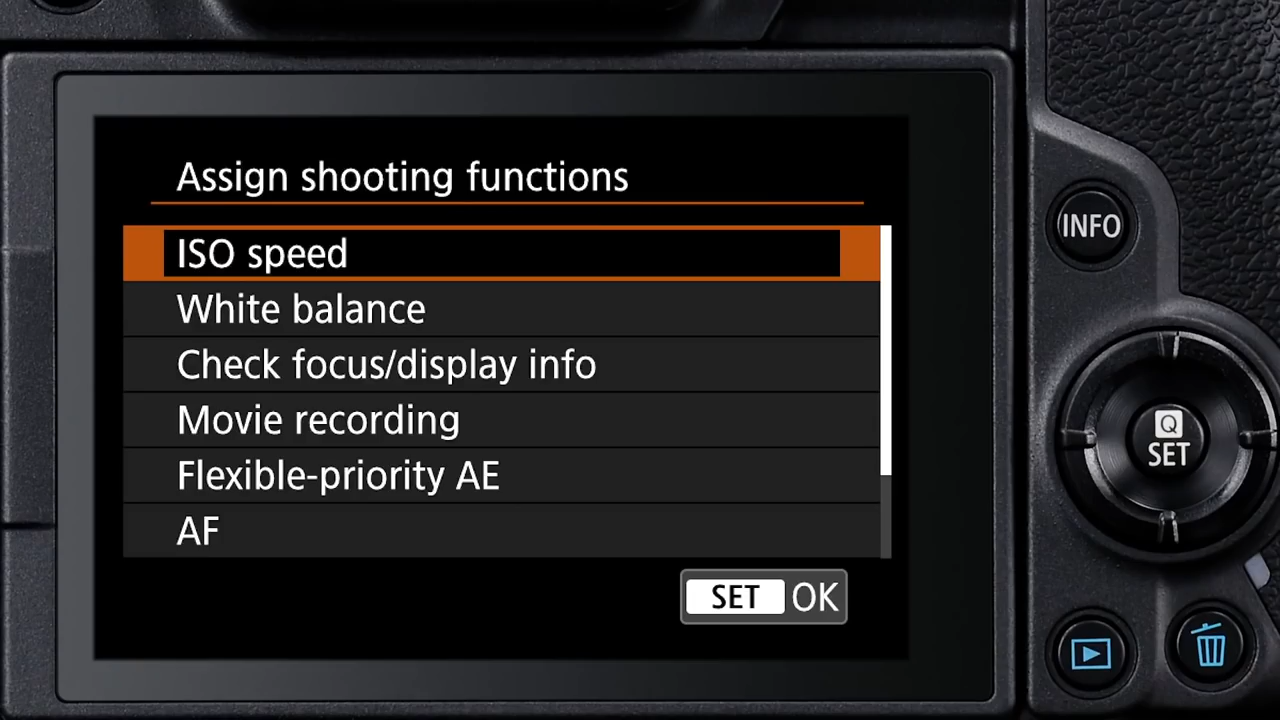 Assign shooting functions
ISO speed
White balance
Check focus/display info
Movie recording
Flexible-priority AE
AF
SET OK
INFO
Q
SET